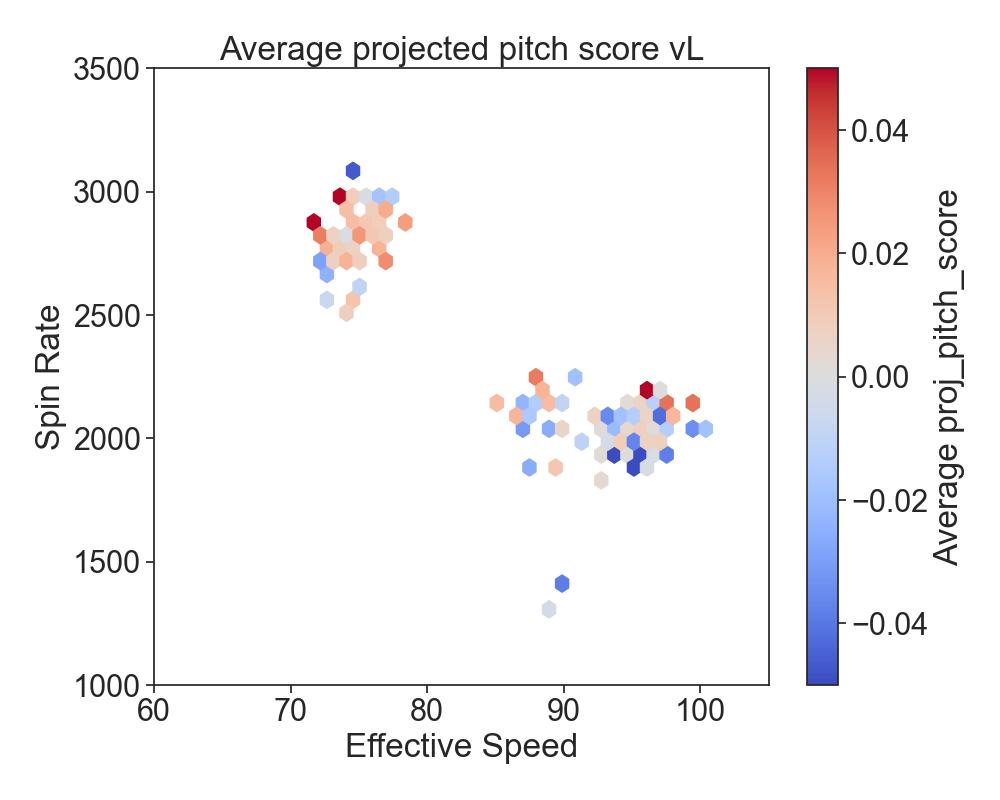 Average projected pitch score vL
3500
3000
2500
2000
1500
1000
Spin Rate
60 70 80 90 100
Effective Speed
0.04
0.02
0.00
−0.02
−0.04
Average proj_pitch_score